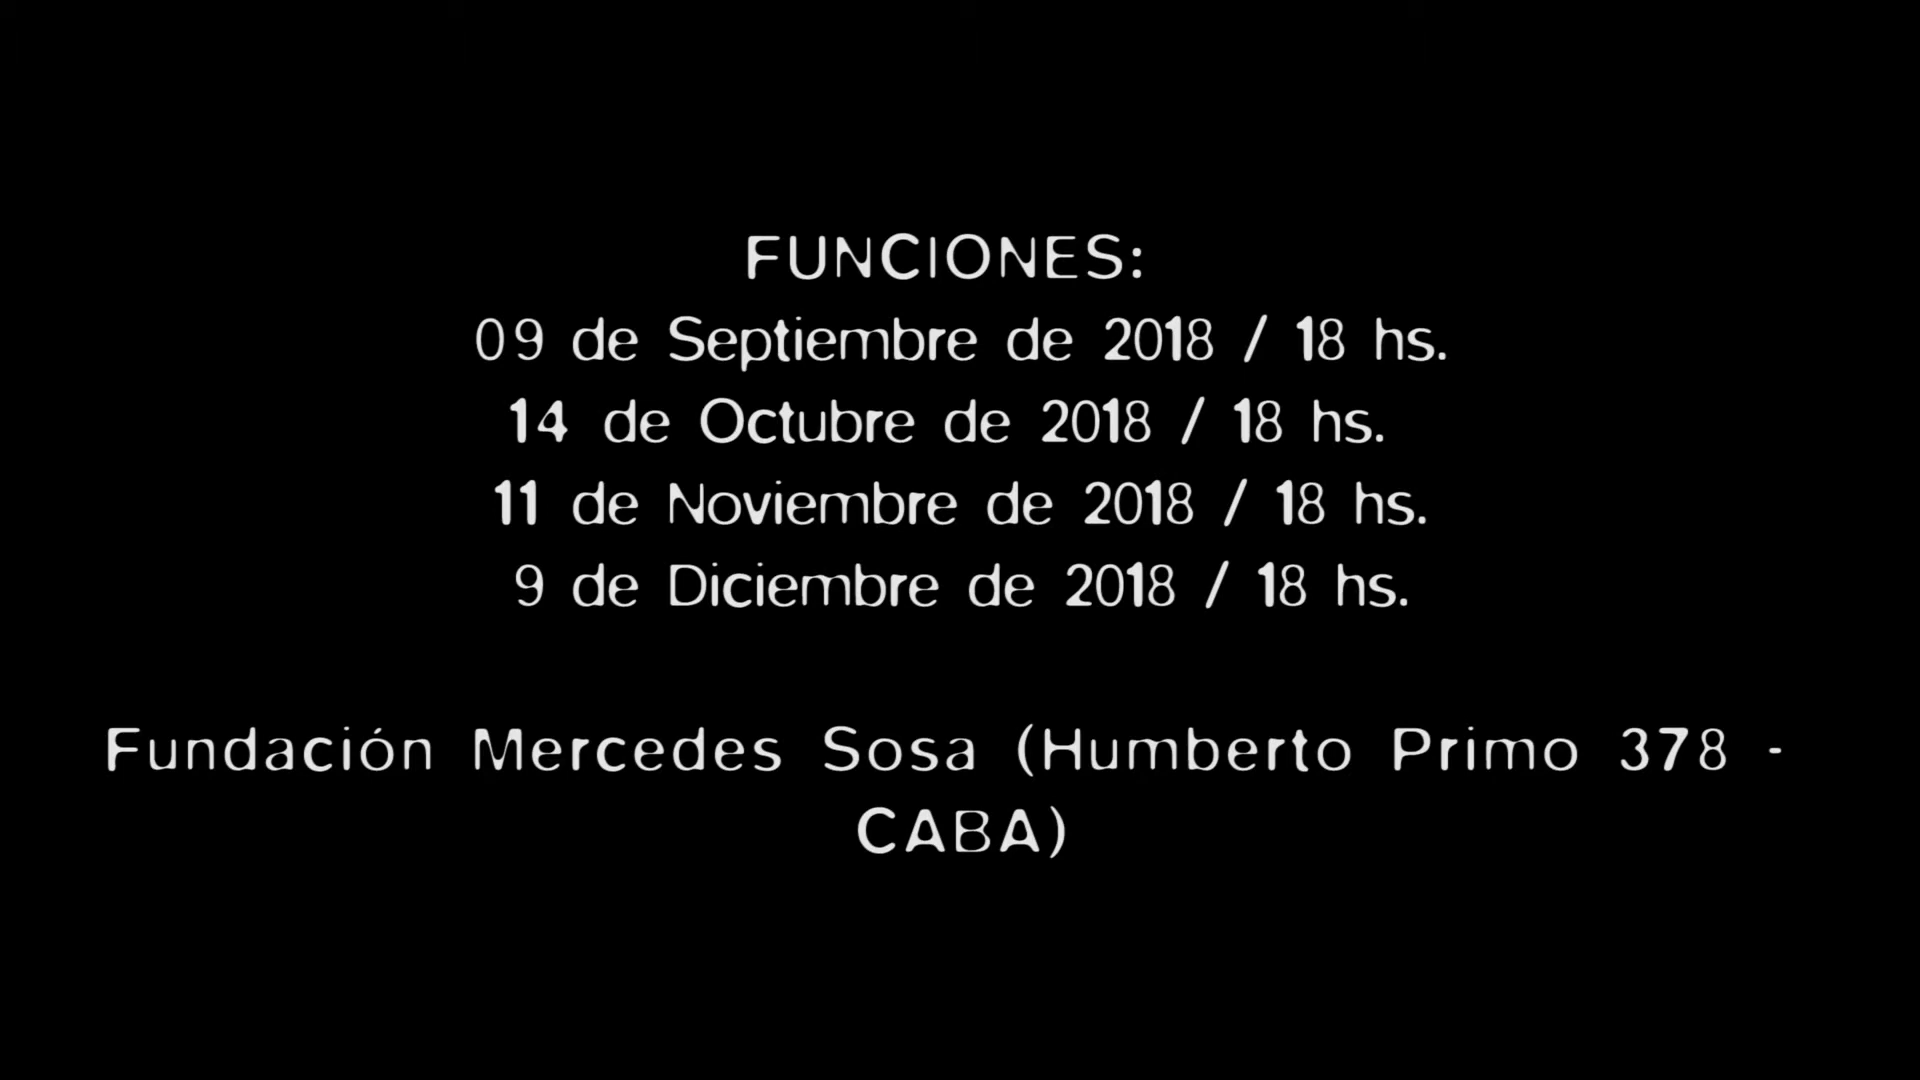 FUNCIONES:
09 de Septiembre de 2018 / 18 hs.
14 de Octubre de 2018 / 18 hs.
11 de Noviembre de 2018 / 18 hs.
9 de Diciembre de 2018 / 18 hs.
Fundación Mercedes Sosa (Humberto Primo 378 -
CABA)